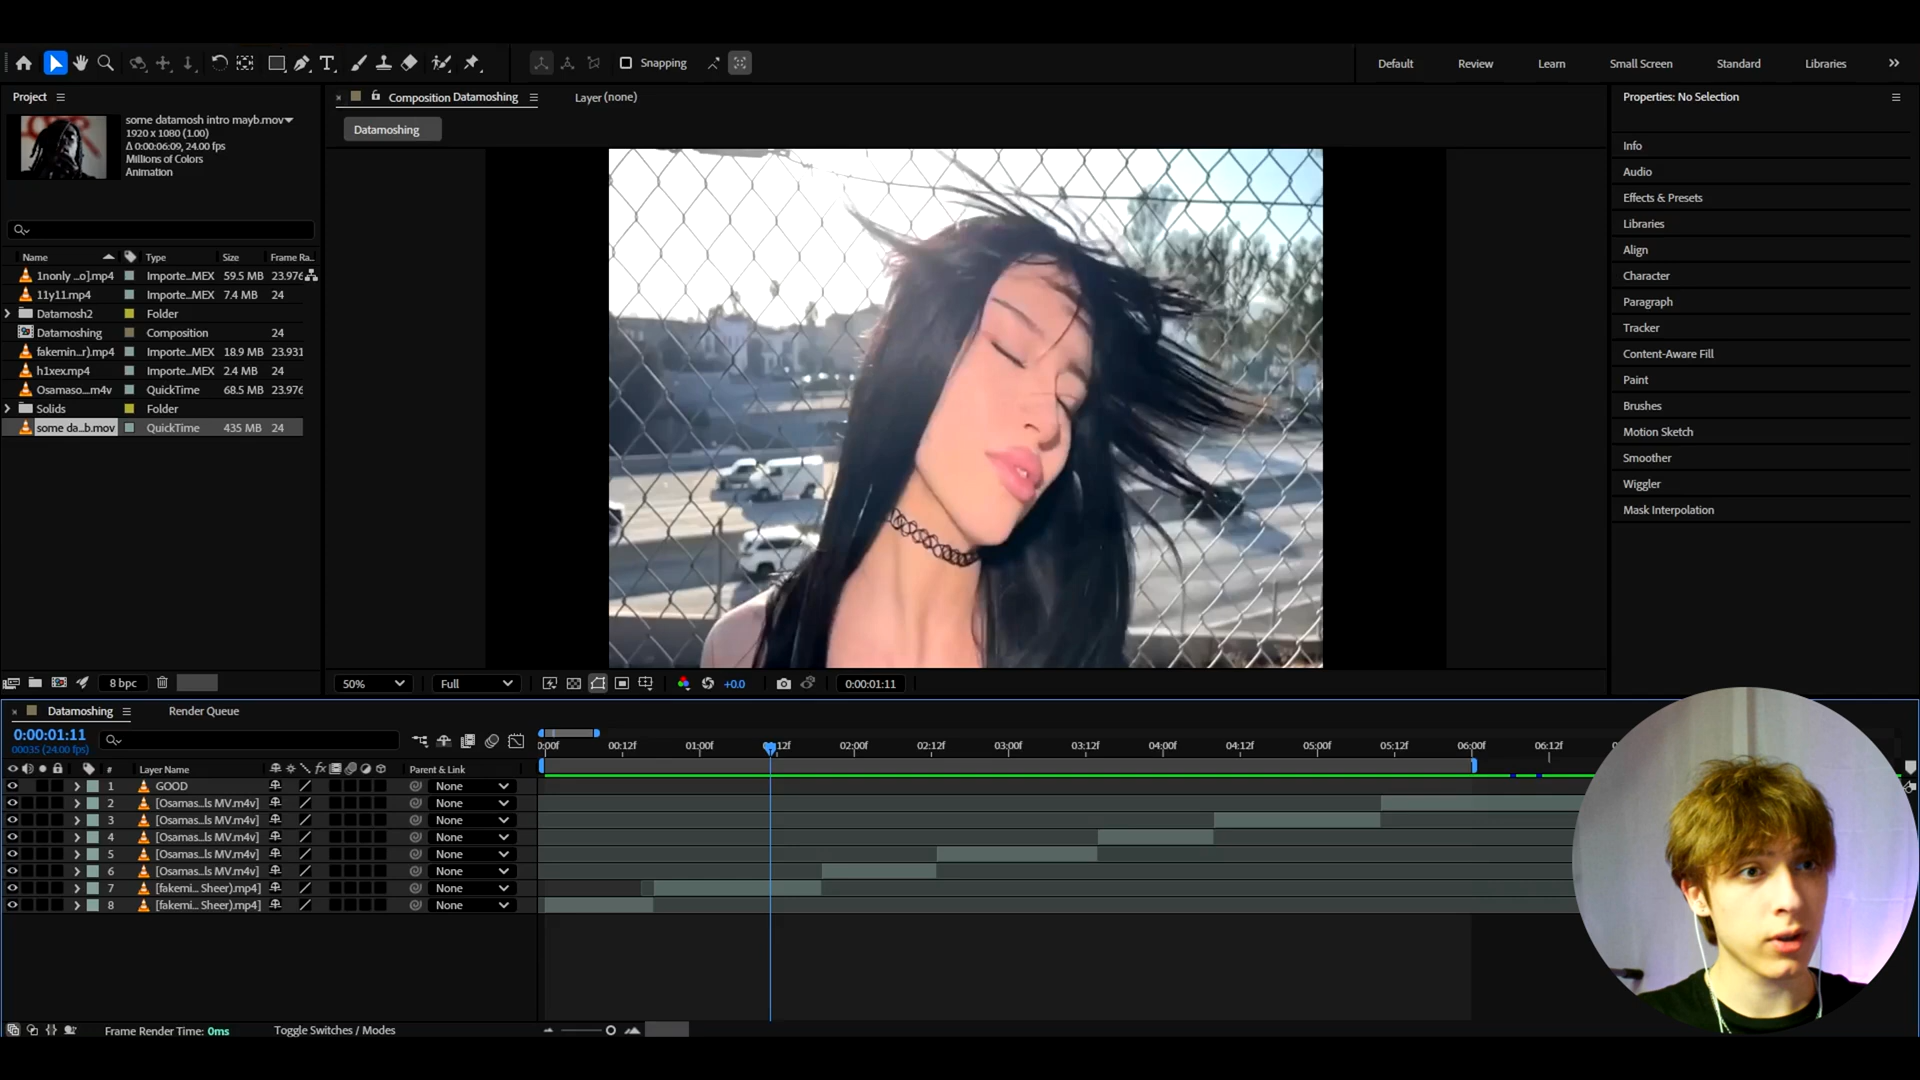 Snapping
Default
Review
Learn
Small Screen
Standard
Libraries
Project
Composition Datamoshing
Layer (none)
Properties: No Selection
some datamosh intro mayb.mov
1920 x 1080 (1.00)
Δ 0:00:06:09, 24.00 fps
Millions of Colors
Animation
Datamoshing
Info
Audio
Effects & Presets
Libraries
Align
Character
Paragraph
Tracker
Content-Aware Fill
Paint
Brushes
Motion Sketch
Smoother
Wiggler
Mask Interpolation
Name Type Size Frame Ra...
1nonly ...o].mp4 Importe...MEX 59.5 MB 23.976
11y11.mp4 Importe...MEX 7.4 MB 24
Datamosh2 Folder
Datamoshing Composition 24
fakemin...r).mp4 Importe...MEX 18.9 MB 23.931
h1xex.mp4 Importe...MEX 2.4 MB 24
Osamaso...m4v QuickTime 68.5 MB 23.976
Solids Folder
some da...b.mov QuickTime 435 MB 24
8 bpc
50%
Full
+0.0
0:00:01:11
Datamoshing
Render Queue
0:00:01:11
00035 (24.00 fps)
0:00f 00:12f 01:00f 01:12f 02:00f 02:12f 03:00f 03:12f 04:00f 04:12f 05:00f 05:12f 06:00f 06:12f
# Layer Name fx Parent & Link
1 GOOD None
2 [Osamas...ls MV.m4v] None
3 [Osamas...ls MV.m4v] None
4 [Osamas...ls MV.m4v] None
5 [Osamas...ls MV.m4v] None
6 [Osamas...ls MV.m4v] None
7 [fakemi... Sheer).mp4] None
8 [fakemi... Sheer).mp4] None
Frame Render Time: 0ms
Toggle Switches / Modes